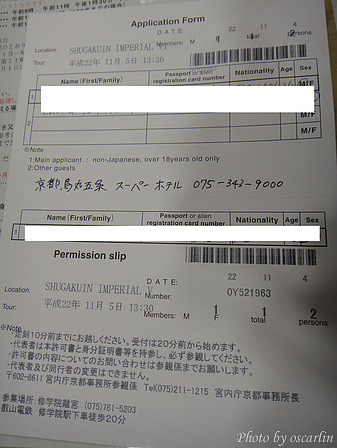 Application Form
DATE: 22 11 4
Location: SHUGAKUIN IMPERIAL V. Members: M F total persons
1 1 2
Tour: 平成22年 11月 5日 13:30
Name (First/Family) Passport or alien registration card number Nationality Age Sex
1 M/F
2 M/F
M/F
※Note
1:Main applicant : non-Japanese, over 18years old only
2:Other guests
京都烏丸五条 スーパーホテル 075-343-9000
Name (First/Family) Passport or alien registration card number Nationality Age Sex
Permission slip
DATE: 22 11 4
Location: SHUGAKUIN IMPERIAL V. Number: 0Y521963
Tour: 平成22年 11月 5日 13:30
Members: M 1 F 1 total 2 persons
※Note
・定刻10分前までにお越しください。受付は20分前から始めます。
・代表者は本許可書と身分証明書等を持参し、必ず参観してください。
・許可書の内容についてのお問い合わせは参観係までお願いします。
・代表者及び同行者の変更はできません。
〒602-8611 京都市上京区京都御苑3 宮内庁京都事務所参観係 Tel(075)211-1215 宮内庁京都事務所長
参集場所 修学院離宮 (075)781-5203
叡山電鉄 修学院駅下車徒歩20分
Photo by oscarlin